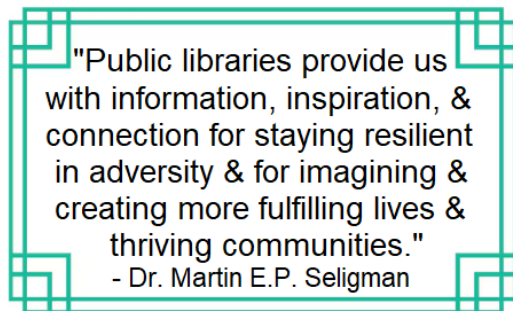 "Public libraries provide us
with information, inspiration, &
connection for staying resilient
in adversity & for imagining &
creating more fulfilling lives &
thriving communities."
- Dr. Martin E.P. Seligman